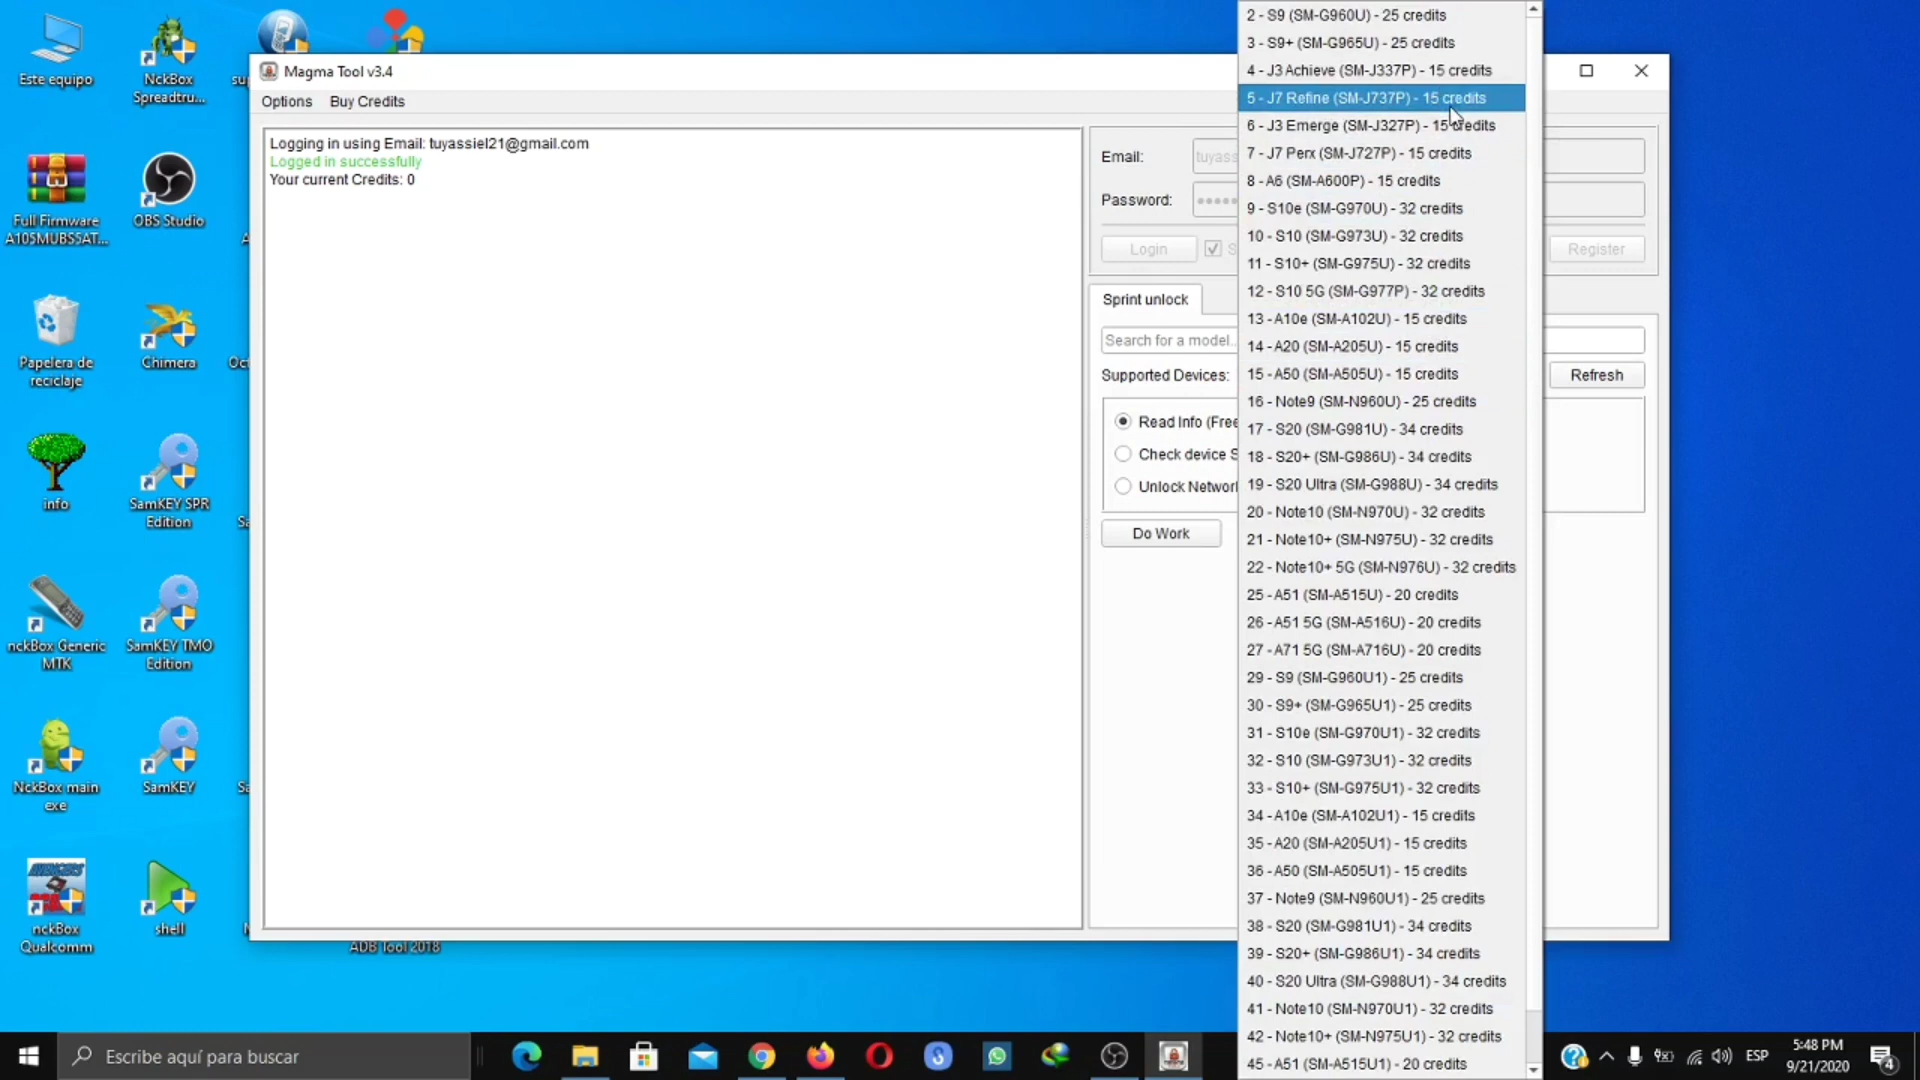 Este equipo
NckBox
Spreadtru...
Full Firmware
A105MUBS5AT...
OBS Studio
Papelera de
reciclaje
Chimera
info
SamKEY SPR
Edition
nckBox Generic
MTK
SamKEY TMO
Edition
NckBox main
exe
SamKEY
nckBox
Qualcomm
shell
ADB Tool 2018
Magma Tool v3.4
Options
Buy Credits
Logging in using Email: tuyassiel21@gmail.com
Logged in successfully
Your current Credits: 0
Email:
tuyass
Password:
Login
Register
Sprint unlock
Search for a model..
Supported Devices:
Refresh
Read Info (Free
Check device S
Unlock Network
Do Work
2 - S9 (SM-G960U) - 25 credits
3 - S9+ (SM-G965U) - 25 credits
4 - J3 Achieve (SM-J337P) - 15 credits
5 - J7 Refine (SM-J737P) - 15 credits
6 - J3 Emerge (SM-J327P) - 15 credits
7 - J7 Perx (SM-J727P) - 15 credits
8 - A6 (SM-A600P) - 15 credits
9 - S10e (SM-G970U) - 32 credits
10 - S10 (SM-G973U) - 32 credits
11 - S10+ (SM-G975U) - 32 credits
12 - S10 5G (SM-G977P) - 32 credits
13 - A10e (SM-A102U) - 15 credits
14 - A20 (SM-A205U) - 15 credits
15 - A50 (SM-A505U) - 15 credits
16 - Note9 (SM-N960U) - 25 credits
17 - S20 (SM-G981U) - 34 credits
18 - S20+ (SM-G986U) - 34 credits
19 - S20 Ultra (SM-G988U) - 34 credits
20 - Note10 (SM-N970U) - 32 credits
21 - Note10+ (SM-N975U) - 32 credits
22 - Note10+ 5G (SM-N976U) - 32 credits
25 - A51 (SM-A515U) - 20 credits
26 - A51 5G (SM-A516U) - 20 credits
27 - A71 5G (SM-A716U) - 20 credits
29 - S9 (SM-G960U1) - 25 credits
30 - S9+ (SM-G965U1) - 25 credits
31 - S10e (SM-G970U1) - 32 credits
32 - S10 (SM-G973U1) - 32 credits
33 - S10+ (SM-G975U1) - 32 credits
34 - A10e (SM-A102U1) - 15 credits
35 - A20 (SM-A205U1) - 15 credits
36 - A50 (SM-A505U1) - 15 credits
37 - Note9 (SM-N960U1) - 25 credits
38 - S20 (SM-G981U1) - 34 credits
39 - S20+ (SM-G986U1) - 34 credits
40 - S20 Ultra (SM-G988U1) - 34 credits
41 - Note10 (SM-N970U1) - 32 credits
42 - Note10+ (SM-N975U1) - 32 credits
45 - A51 (SM-A515U1) - 20 credits
Escribe aquí para buscar
ESP
5:48 PM
9/21/2020
4